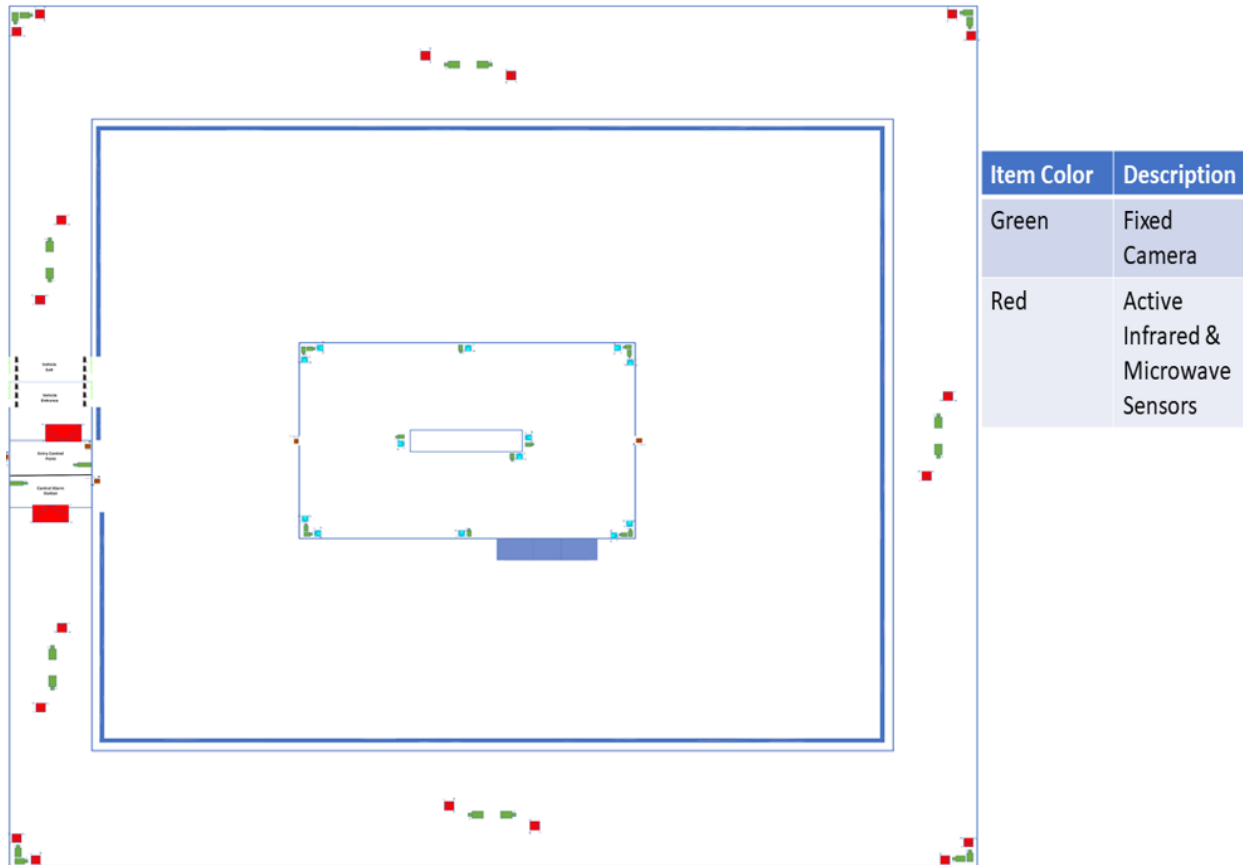 Item Color Description
Green Fixed
Camera
Red Active
Infrared &
Microwave
Sensors
Vehicle
Exit
Vehicle
Entrance
Entry Control
Point
Central Alarm
Station